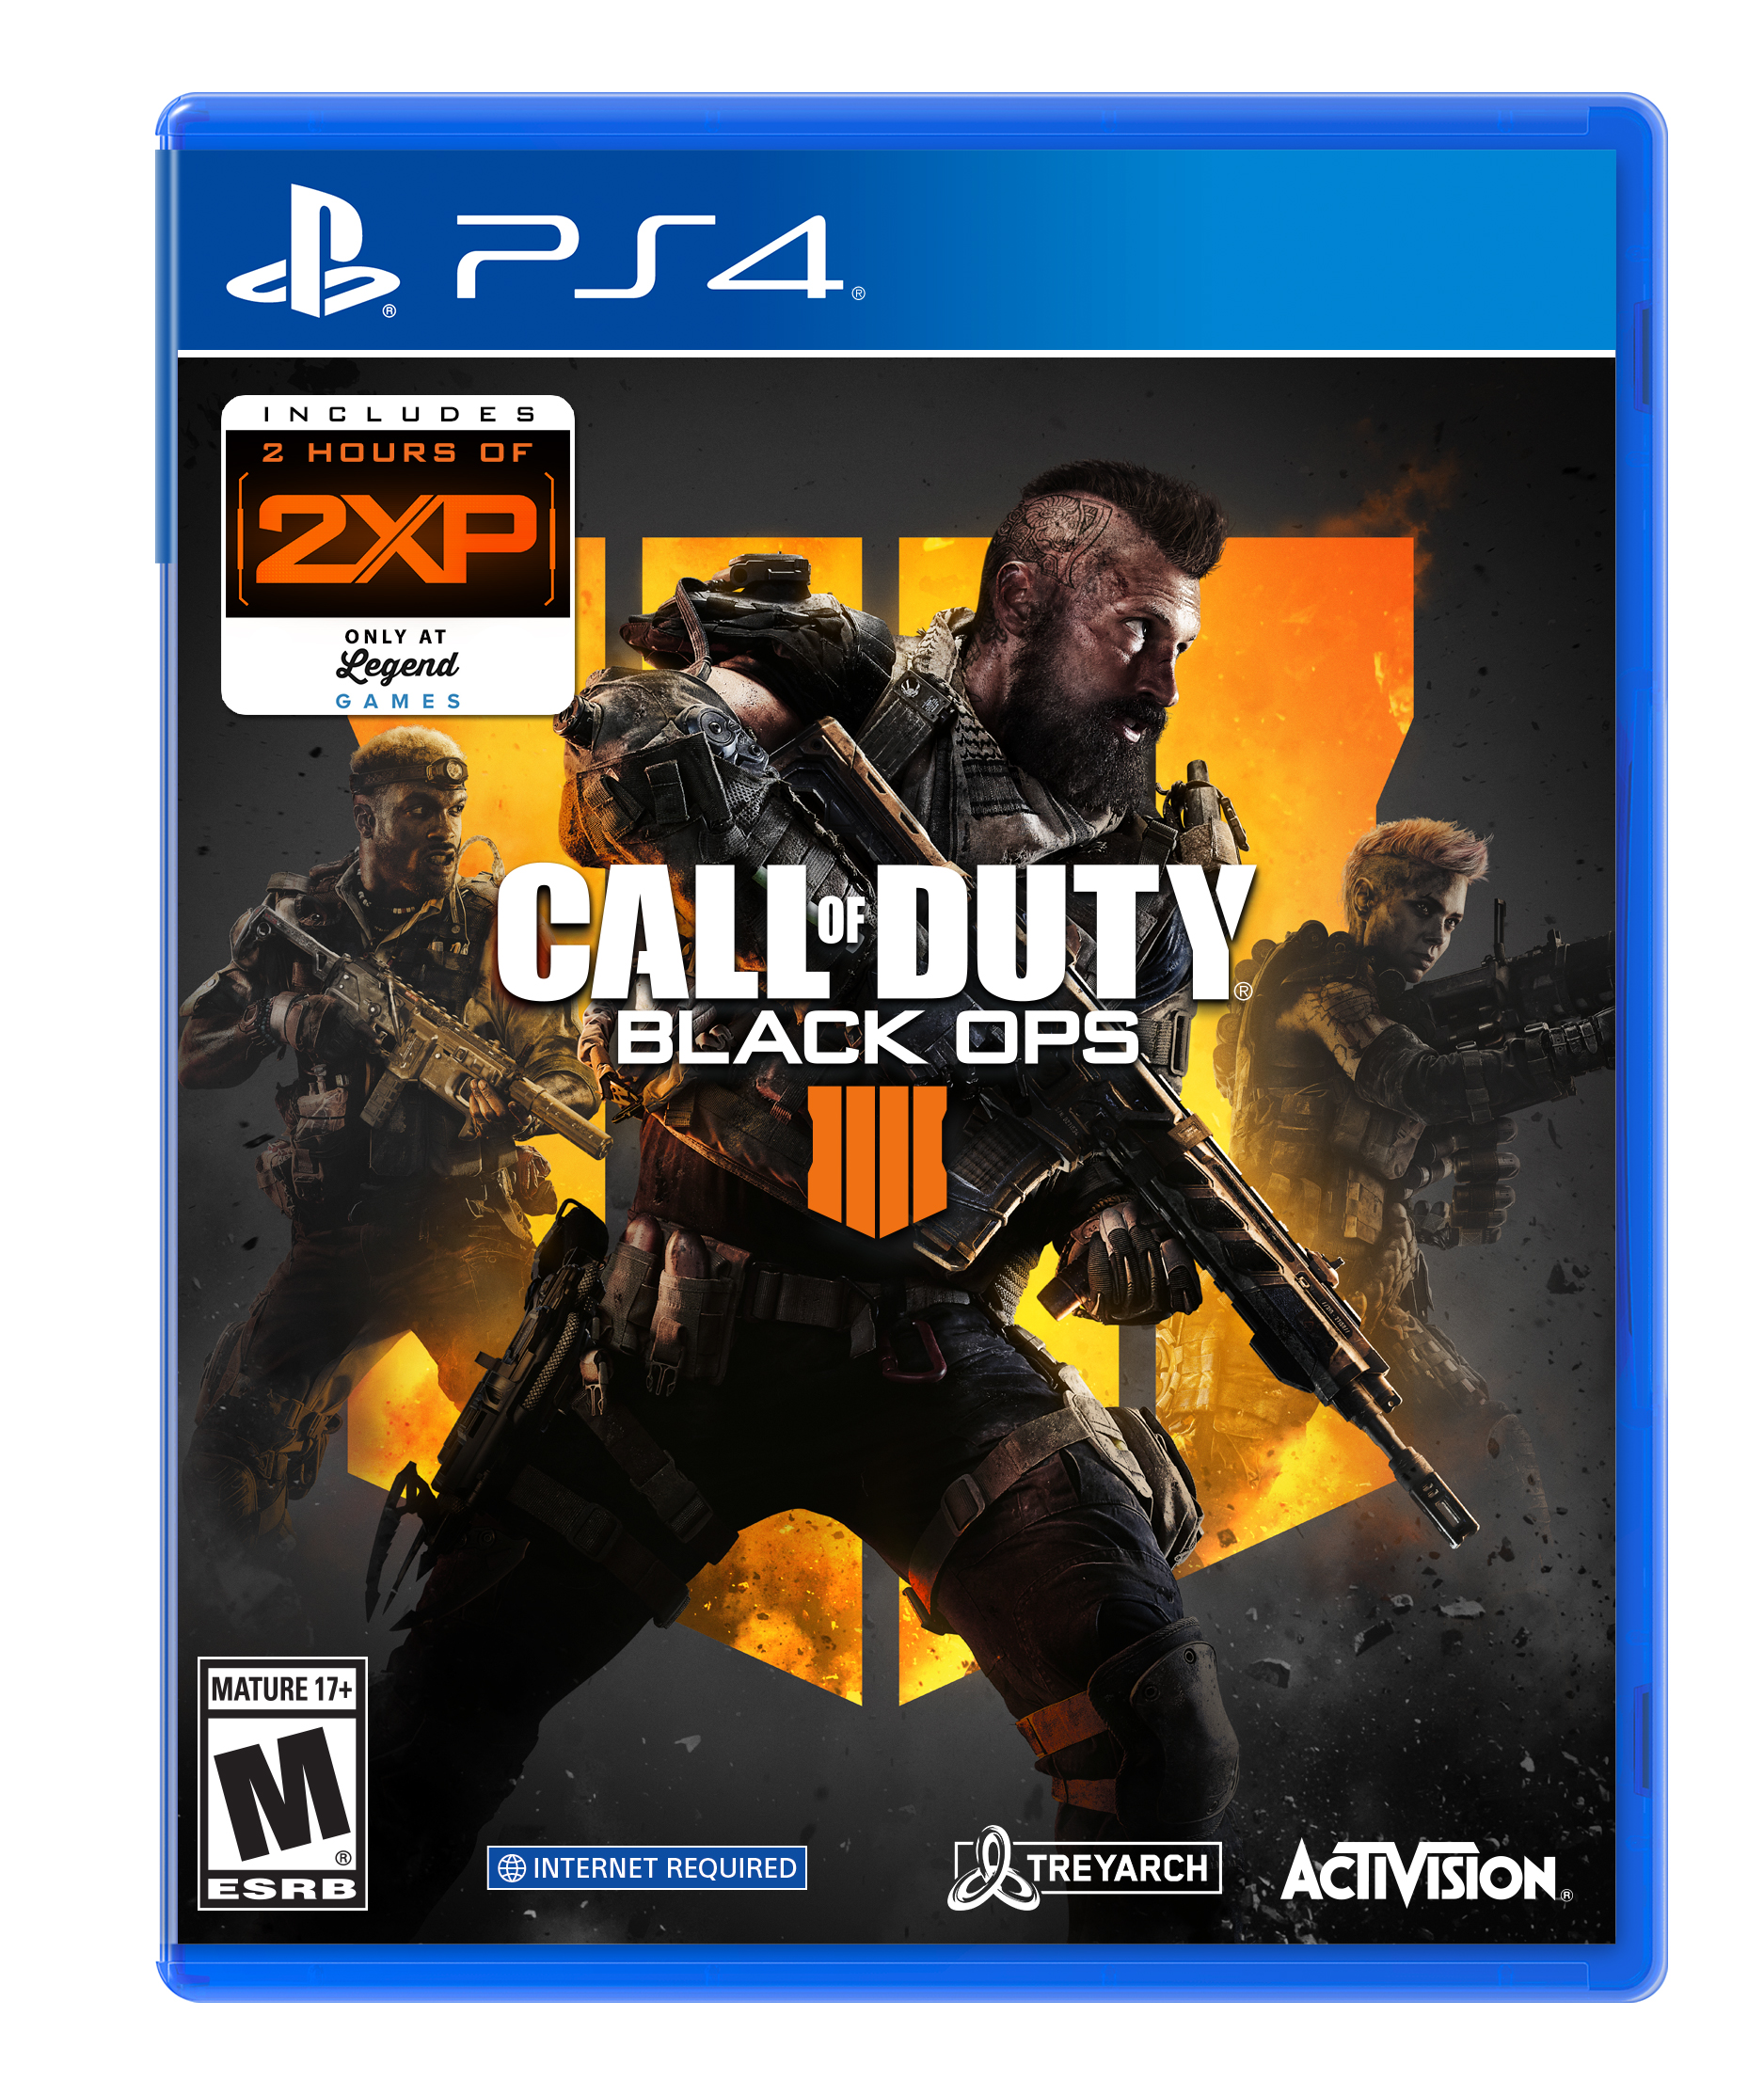 PS4®
INCLUDES
2 HOURS OF
2XP
ONLY AT
Legend
GAMES
CALL OF DUTY®
BLACK OPS
IIII
MATURE 17+
M®
ESRB
INTERNET REQUIRED
TREYARCH
ACTIVISION®